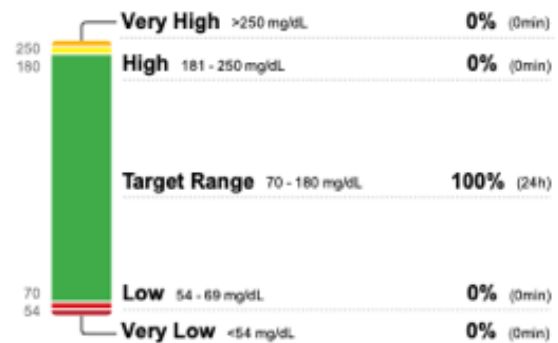 Very High >250 mg/dL 0% (0min)
250
180
High 181 - 250 mg/dL 0% (0min)
Target Range 70 - 180 mg/dL 100% (24h)
70
Low 54 - 69 mg/dL 0% (0min)
54
Very Low <54 mg/dL 0% (0min)